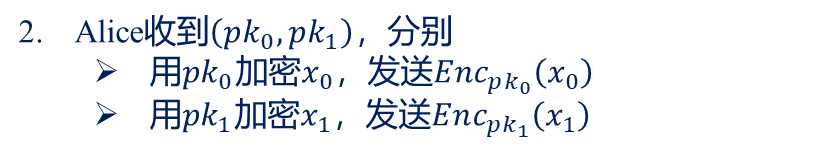 2. Alice收到(𝑝𝑘₀,𝑝𝑘₁)，分别
➢ 用𝑝𝑘₀加密𝑥₀，发送𝐸𝑛𝑐_{𝑝𝑘₀}(𝑥₀)
➢ 用𝑝𝑘₁加密𝑥₁，发送𝐸𝑛𝑐_{𝑝𝑘₁}(𝑥₁)